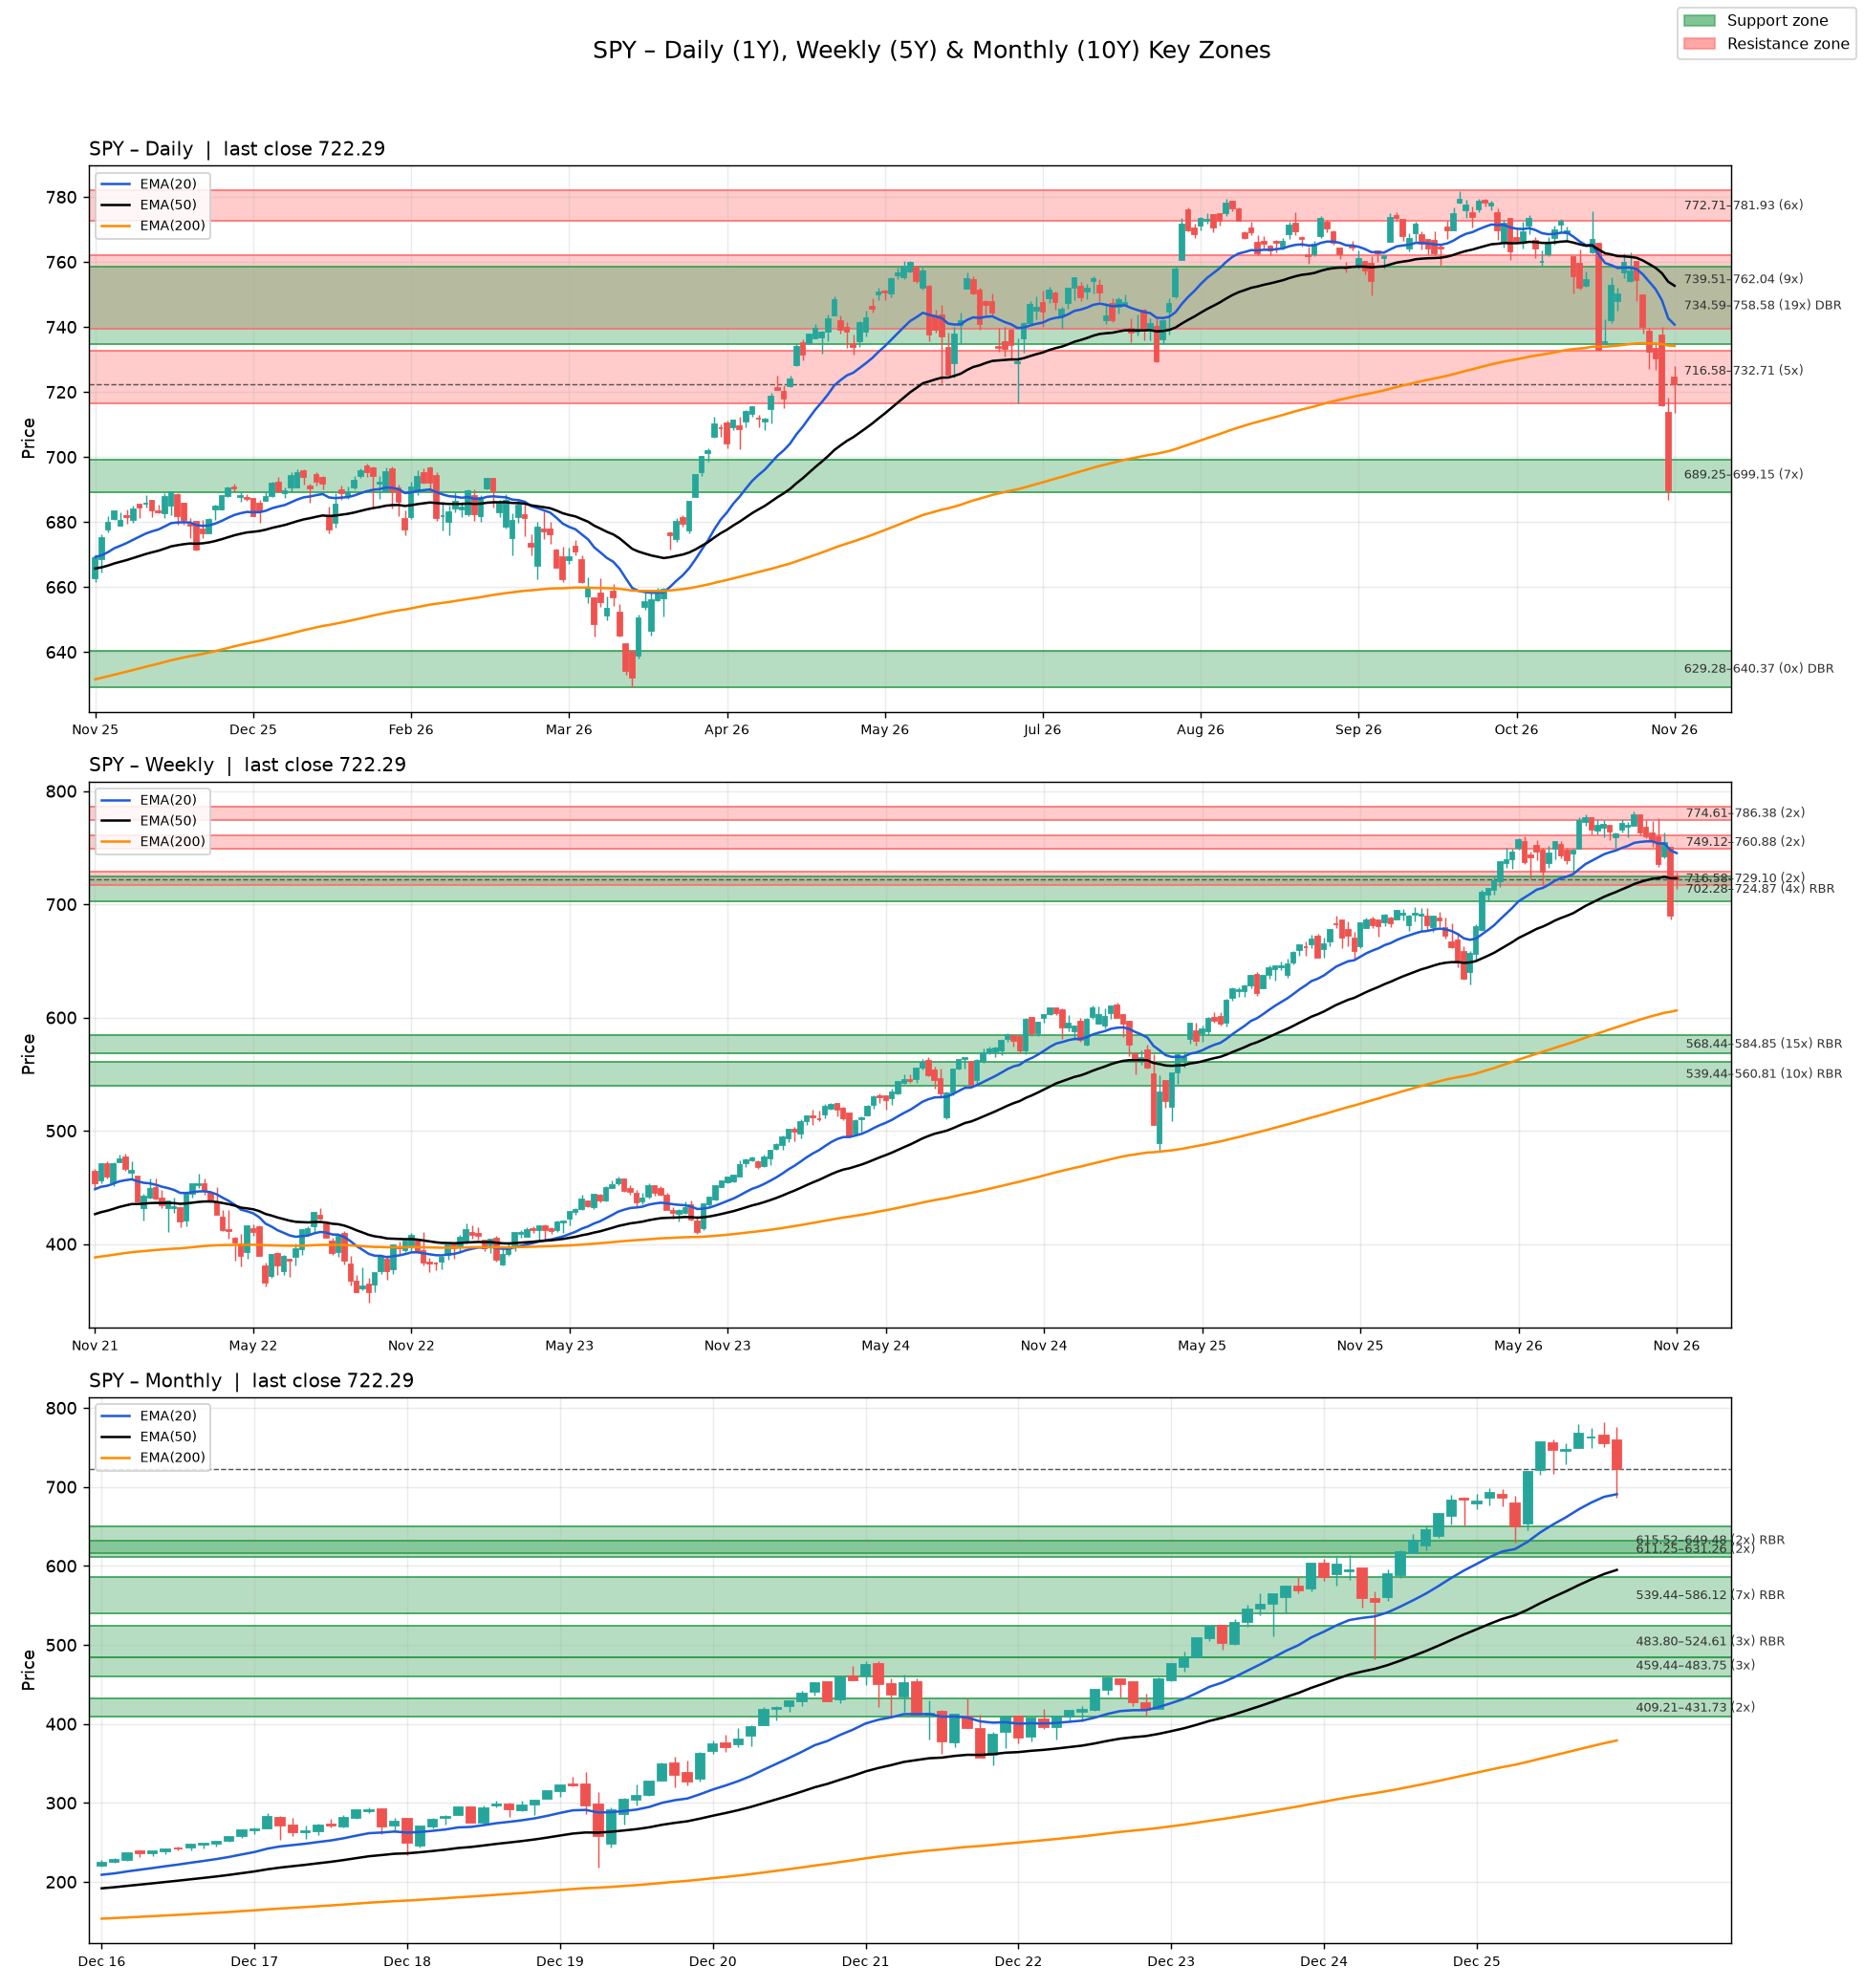 Support zone
Resistance zone
SPY – Daily (1Y), Weekly (5Y) & Monthly (10Y) Key Zones
SPY – Daily | last close 722.29
EMA(20)
EMA(50)
EMA(200)
Price
780
760
740
720
700
680
660
640
772.71–781.93 (6x)
739.51–762.04 (9x)
734.59–758.58 (19x) DBR
716.58–732.71 (5x)
689.25–699.15 (7x)
629.28–640.37 (0x) DBR
Nov 25
Dec 25
Feb 26
Mar 26
Apr 26
May 26
Jul 26
Aug 26
Sep 26
Oct 26
Nov 26
SPY – Weekly | last close 722.29
EMA(20)
EMA(50)
EMA(200)
Price
800
700
600
500
400
774.61–786.38 (2x)
749.12–760.88 (2x)
716.58–729.10 (2x)
702.28–724.87 (4x) RBR
568.44–584.85 (15x) RBR
539.44–560.81 (10x) RBR
Nov 21
May 22
Nov 22
May 23
Nov 23
May 24
Nov 24
May 25
Nov 25
May 26
Nov 26
SPY – Monthly | last close 722.29
EMA(20)
EMA(50)
EMA(200)
Price
800
700
600
500
400
300
200
615.52–649.48 (2x) RBR
611.25–631.26 (2x)
539.44–586.12 (7x) RBR
483.80–524.61 (3x) RBR
459.44–483.75 (3x)
409.21–431.73 (2x)
Dec 16
Dec 17
Dec 18
Dec 19
Dec 20
Dec 21
Dec 22
Dec 23
Dec 24
Dec 25